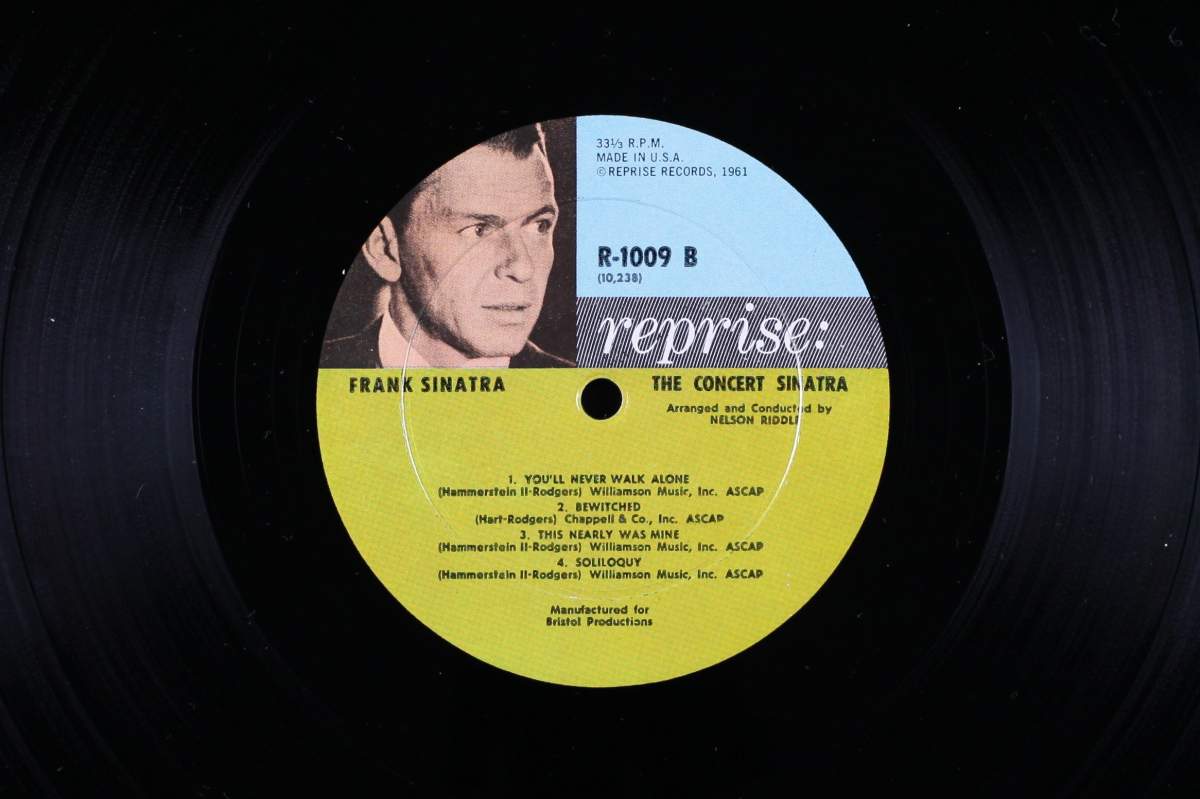 33⅓ R.P.M.
MADE IN U.S.A.
©REPRISE RECORDS, 1961
R-1009 B
(10,238)
reprise:
FRANK SINATRA
THE CONCERT SINATRA
Arranged and Conducted by
NELSON RIDDLE
1. YOU'LL NEVER WALK ALONE
(Hammerstein II-Rodgers) Williamson Music, Inc. ASCAP
2. BEWITCHED
(Hart-Rodgers) Chappell & Co., Inc. ASCAP
3. THIS NEARLY WAS MINE
(Hammerstein II-Rodgers) Williamson Music, Inc. ASCAP
4. SOLILOQUY
(Hammerstein II-Rodgers) Williamson Music, Inc. ASCAP
Manufactured for
Bristol Productions